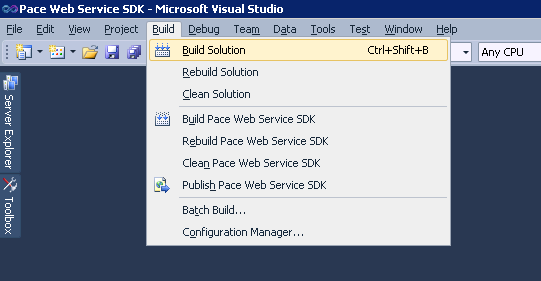 Pace Web Service SDK - Microsoft Visual Studio
File Edit View Project Build Debug Team Data Tools Test Window Help
Build Solution Ctrl+Shift+B
Any CPU
Rebuild Solution
Clean Solution
Build Pace Web Service SDK
Rebuild Pace Web Service SDK
Clean Pace Web Service SDK
Publish Pace Web Service SDK
Batch Build...
Configuration Manager...
Server Explorer
Toolbox